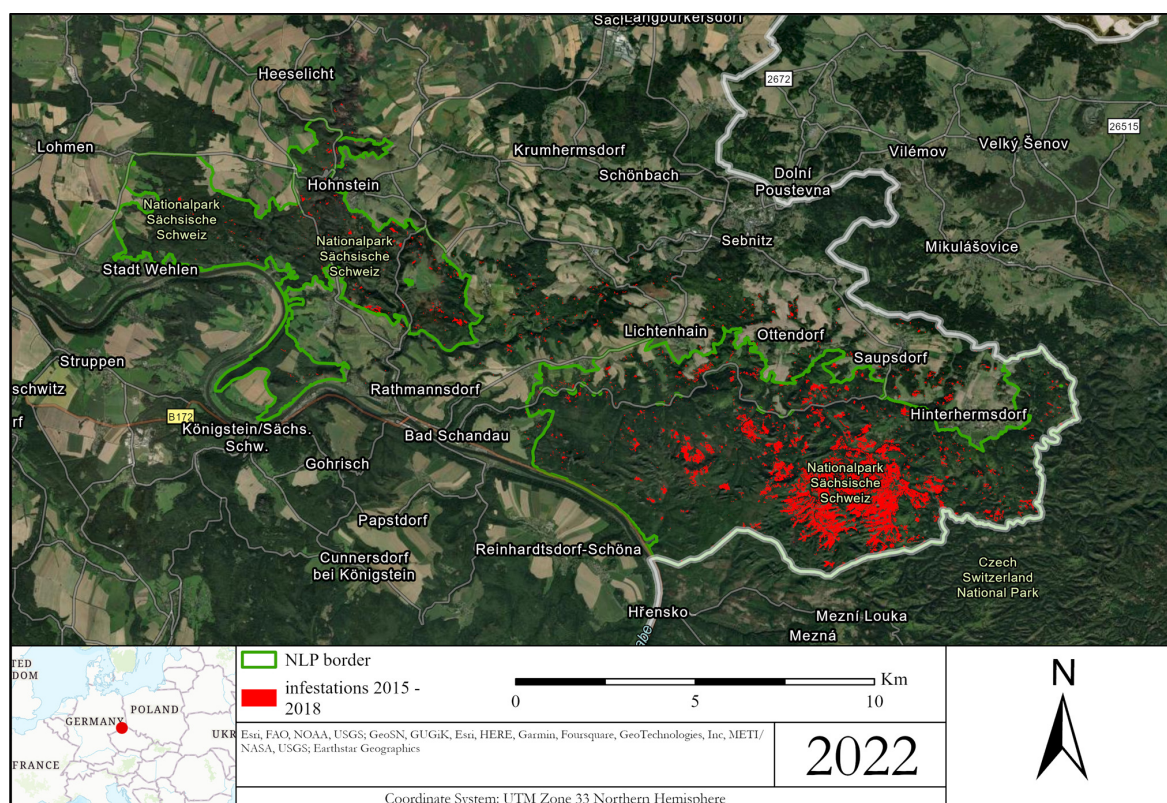 Sac
Langburkersdorf
Heeselicht
2672
26515
Lohmen
Krumhermsdorf
Velký Šenov
Vilémov
Schönbach
Dolní
Poustevna
Hohnstein
Nationalpark
Sächsische
Schweiz
Nationalpark
Sächsische
Schweiz
Sebnitz
Mikulášovice
Stadt Wehlen
Lichtenhain
Ottendorf
Struppen
Saupsdorf
schwitz
Rathmannsdorf
B172
rf
Königstein/Sächs.
Schw.
Bad Schandau
Hinterhermsdorf
Gohrisch
Nationalpark
Sächsische
Schweiz
Papstdorf
Cunnersdorf
bei Königstein
Reinhardtsdorf-Schöna
Czech
Switzerland
National Park
Hřensko
Mezní Louka
Mezná
abe
TED
DOM
GERMANY
POLAND
UKR
FRANCE
NLP border
infestations 2015 -
2018
Km
0 5 10
Esri, FAO, NOAA, USGS; GeoSN, GUGiK, Esri, HERE, Garmin, Foursquare, GeoTechnologies, Inc, METI/
NASA, USGS; Earthstar Geographics
2022
N
Coordinate System: UTM Zone 33 Northern Hemisphere